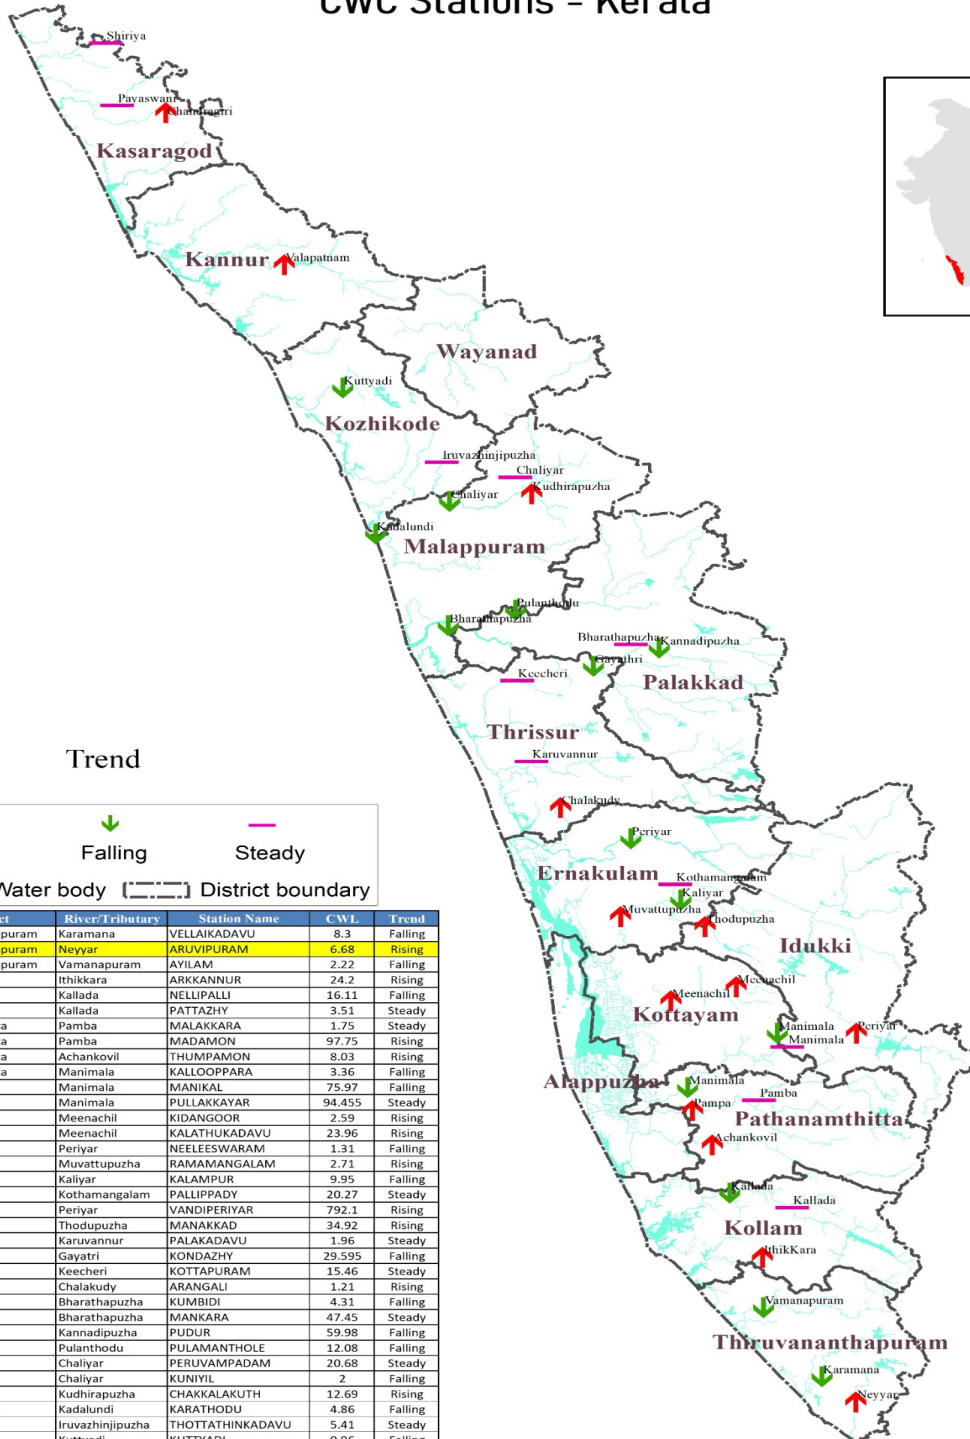 CWC Stations - Kerala
Shiriya
Payaswani
Chandragiri
Kasaragod
Kannur
Valapatnam
Wayanad
Kuttyadi
Kozhikode
Iruvazhinjipuzha
Chaliyar
Kudhirapuzha
Chaliyar
Kadalundi
Malappuram
Pulanthodu
Bharathapuzha
Bharathapuzha
Kannadipuzha
Gayathri
Keecheri
Palakkad
Thrissur
Karuvannur
Chalakudy
Periyar
Ernakulam
Kothamangalam
Kaliyar
Muvattupuzha
Thodupuzha
Idukki
Meenachil
Meenachil
Kottayam
Manimala
Periyar
Manimala
Alappuzha
Manimala
Pamba
Pampa
Pathanamthitta
Achankovil
Kallada
Kallada
Kollam
IthikKara
Vamanapuram
Thiruvananthapuram
Karamana
Neyyar
Trend
Falling Steady
Water body District boundary
ct River/Tributary Station Name CWL Trend
puram Karamana VELLAIKADAVU 8.3 Falling
puram Neyyar ARUVIPURAM 6.68 Rising
puram Vamanapuram AYILAM 2.22 Falling
Ithikkara ARKKANNUR 24.2 Rising
Kallada NELLIPALLI 16.11 Falling
Kallada PATTAZHY 3.51 Steady
ta Pamba MALAKKARA 1.75 Steady
ta Pamba MADAMON 97.75 Rising
ta Achankovil THUMPAMON 8.03 Rising
ta Manimala KALLOOPPARA 3.36 Falling
Manimala MANIKAL 75.97 Falling
Manimala PULLAKKAYAR 94.455 Steady
Meenachil KIDANGOOR 2.59 Rising
Meenachil KALATHUKADAVU 23.96 Rising
Periyar NEELEESWARAM 1.31 Falling
Muvattupuzha RAMAMANGALAM 2.71 Rising
Kaliyar KALAMPUR 9.95 Falling
Kothamangalam PALLIPPADY 20.27 Steady
Periyar VANDIPERIYAR 792.1 Rising
Thodupuzha MANAKKAD 34.92 Rising
Karuvannur PALAKADAVU 1.96 Steady
Gayatri KONDAZHY 29.595 Falling
Keecheri KOTTAPURAM 15.46 Steady
Chalakudy ARANGALI 1.21 Rising
Bharathapuzha KUMBIDI 4.31 Falling
Bharathapuzha MANKARA 47.45 Steady
Kannadipuzha PUDUR 59.98 Falling
Pulanthodu PULAMANTHOLE 12.08 Falling
Chaliyar PERUVAMPADAM 20.68 Steady
Chaliyar KUNIYIL 2 Falling
Kudhirapuzha CHAKKALAKUTH 12.69 Rising
Kadalundi KARATHODU 4.86 Falling
Iruvazhinjipuzha THOTTATHINKADAVU 5.41 Steady
Kuttyadi KUTTYADI Falling